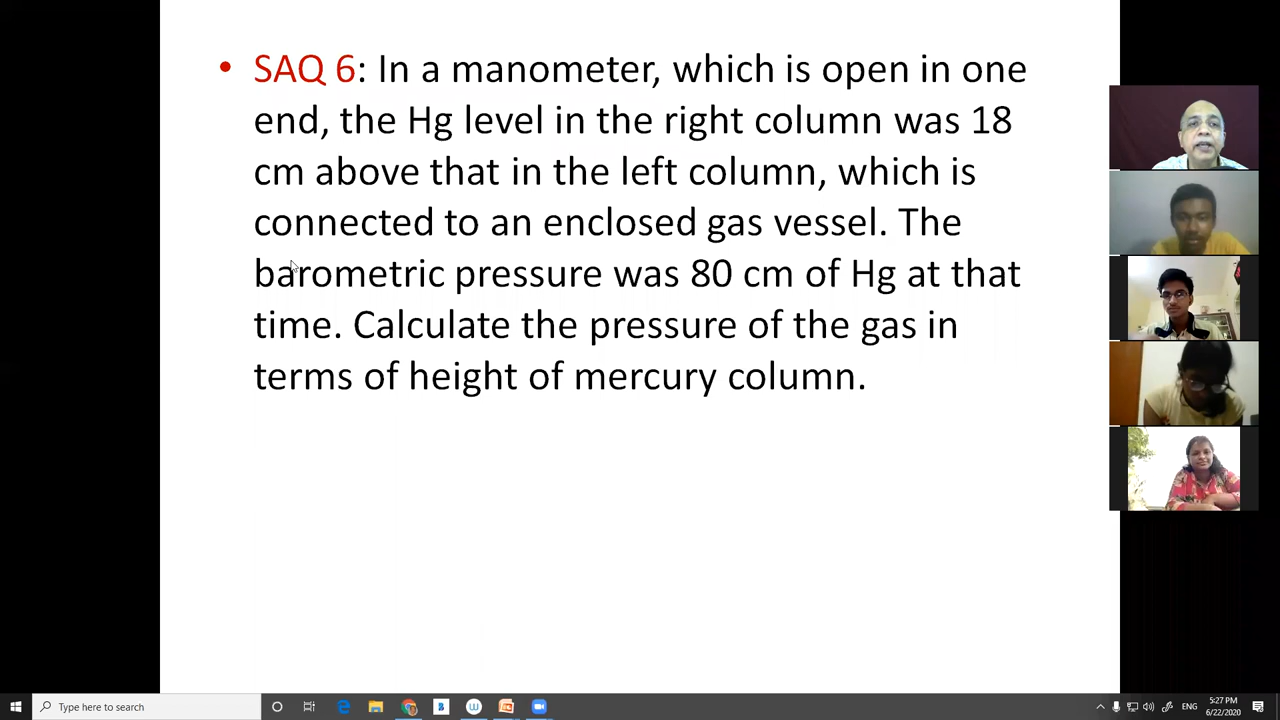 • SAQ 6: In a manometer, which is open in one
end, the Hg level in the right column was 18
cm above that in the left column, which is
connected to an enclosed gas vessel. The
barometric pressure was 80 cm of Hg at that
time. Calculate the pressure of the gas in
terms of height of mercury column.
Type here to search
ENG
5:27 PM
6/22/2020